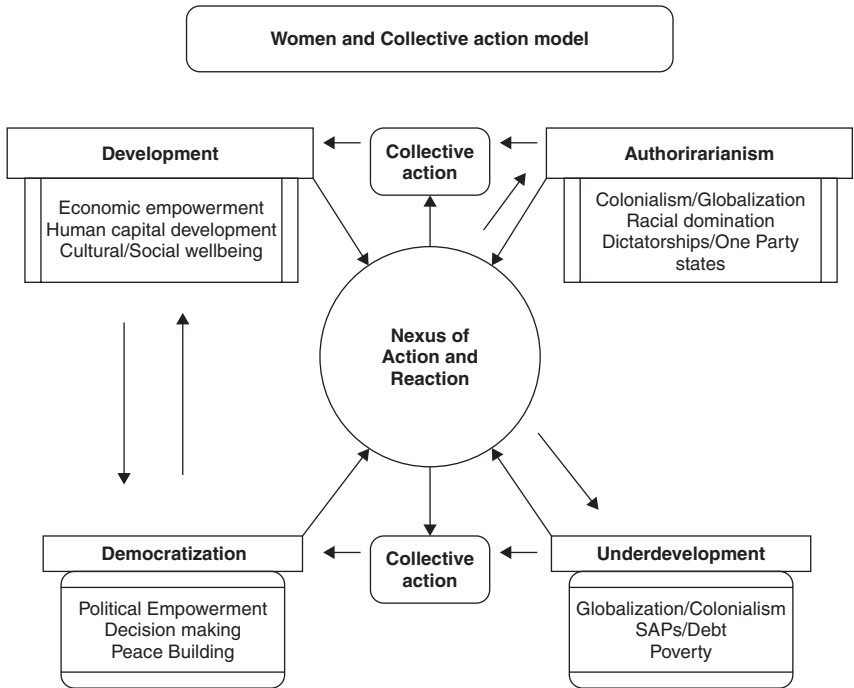 Women and Collective action model
Development
Economic empowerment
Human capital development
Cultural/Social wellbeing
Collective
action
Authorirarianism
Colonialism/Globalization
Racial domination
Dictatorships/One Party
states
Nexus of
Action and
Reaction
Democratization
Political Empowerment
Decision making
Peace Building
Collective
action
Underdevelopment
Globalization/Colonialism
SAPs/Debt
Poverty